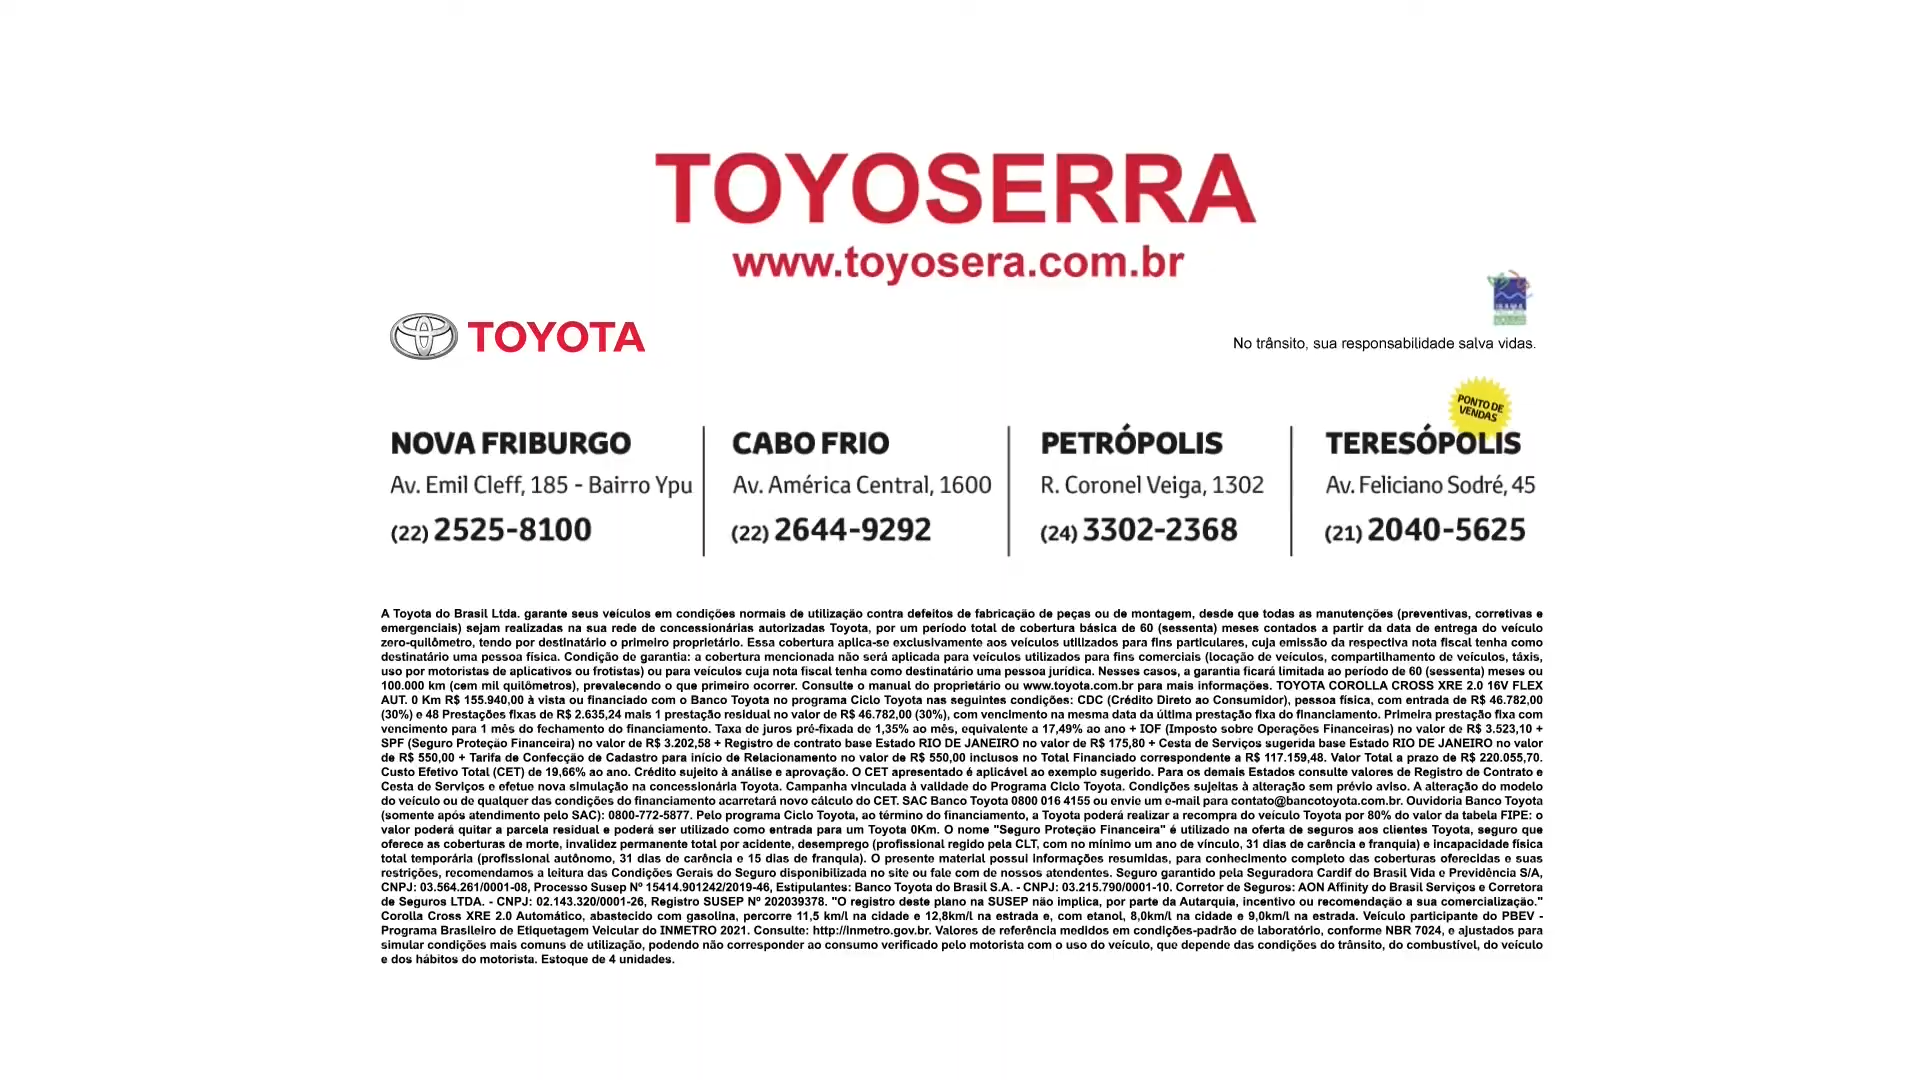 TOYOSERRA
www.toyosera.com.br
TOYOTA
No trânsito, sua responsabilidade salva vidas.
PONTO DE
VENDAS
NOVA FRIBURGO
Av. Emil Cleff, 185 - Bairro Ypu
(22) 2525-8100
CABO FRIO
Av. América Central, 1600
(22) 2644-9292
PETRÓPOLIS
R. Coronel Veiga, 1302
(24) 3302-2368
TERESÓPOLIS
Av. Feliciano Sodré, 45
(21) 2040-5625
A Toyota do Brasil Ltda. garante seus veículos em condições normais de utilização contra defeitos de fabricação de peças ou de montagem, desde que todas as manutenções (preventivas, corretivas e
emergenciais) sejam realizadas na sua rede de concessionárias autorizadas Toyota, por um período total de cobertura básica de 60 (sessenta) meses contados a partir da data de entrega do veículo
zero-quilômetro, tendo por destinatário o primeiro proprietário. Essa cobertura aplica-se exclusivamente aos veículos utilizados para fins particulares, cuja emissão da respectiva nota fiscal tenha como
destinatário uma pessoa física. Condição de garantia: a cobertura mencionada não será aplicada para veículos utilizados para fins comerciais (locação de veículos, compartilhamento de veículos, táxis,
uso por motoristas de aplicativos ou frotistas) ou para veículos cuja nota fiscal tenha como destinatário uma pessoa jurídica. Nesses casos, a garantia ficará limitada ao período de 60 (sessenta) meses ou
100.000 km (cem mil quilômetros), prevalecendo o que primeiro ocorrer. Consulte o manual do proprietário ou www.toyota.com.br para mais informações. TOYOTA COROLLA CROSS XRE 2.0 16V FLEX
AUT. 0 Km R$ 155.940,00 à vista ou financiado com o Banco Toyota no programa Ciclo Toyota nas seguintes condições: CDC (Crédito Direto ao Consumidor), pessoa física, com entrada de R$ 46.782,00
(30%) e 48 Prestações fixas de R$ 2.635,24 mais 1 prestação residual no valor de R$ 46.782,00 (30%), com vencimento na mesma data da última prestação fixa do financiamento. Primeira prestação fixa com
vencimento para 1 mês do fechamento do financiamento. Taxa de juros pré-fixada de 1,35% ao mês, equivalente a 17,49% ao ano + IOF (Imposto sobre Operações Financeiras) no valor de R$ 3.523,10 +
SPF (Seguro Proteção Financeira) no valor de R$ 3.202,58 + Registro de contrato base Estado RIO DE JANEIRO no valor de R$ 175,80 + Cesta de Serviços sugerida base Estado RIO DE JANEIRO no valor
de R$ 550,00 + Tarifa de Confecção de Cadastro para início de Relacionamento no valor de R$ 550,00 inclusos no Total Financiado correspondente a R$ 117.159,48. Valor Total a prazo de R$ 220.055,70.
Custo Efetivo Total (CET) de 19,66% ao ano. Crédito sujeito à análise e aprovação. O CET apresentado é aplicável ao exemplo sugerido. Para os demais Estados consulte valores de Registro de Contrato e
Cesta de Serviços e efetue nova simulação na concessionária Toyota. Campanha vinculada à validade do Programa Ciclo Toyota. Condições sujeitas à alteração sem prévio aviso. A alteração do modelo
do veículo ou de qualquer das condições do financiamento acarretará novo cálculo do CET. SAC Banco Toyota 0800 016 4155 ou envie um e-mail para contato@bancotoyota.com.br. Ouvidoria Banco Toyota
(somente após atendimento pelo SAC): 0800-772-5877. Pelo programa Ciclo Toyota, ao término do financiamento, a Toyota poderá realizar a recompra do veículo Toyota por 80% do valor da tabela FIPE: o
valor poderá quitar a parcela residual e poderá ser utilizado como entrada para um Toyota 0Km. O nome "Seguro Proteção Financeira" é utilizado na oferta de seguros aos clientes Toyota, seguro que
oferece as coberturas de morte, invalidez permanente total por acidente, desemprego (profissional regido pela CLT, com no mínimo um ano de vínculo, 31 dias de carência e franquia) e incapacidade física
total temporária (profissional autônomo, 31 dias de carência e 15 dias de franquia). O presente material possui informações resumidas, para conhecimento completo das coberturas oferecidas e suas
restrições, recomendamos a leitura das Condições Gerais do Seguro disponibilizada no site ou fale com de nossos atendentes. Seguro garantido pela Seguradora Cardif do Brasil Vida e Previdência S/A,
CNPJ: 03.564.261/0001-08, Processo Susep Nº 15414.901242/2019-46, Estipulantes: Banco Toyota do Brasil S.A. - CNPJ: 03.215.790/0001-10. Corretor de Seguros: AON Affinity do Brasil Serviços e Corretora
de Seguros LTDA. - CNPJ: 02.143.320/0001-26, Registro SUSEP Nº 202039378. "O registro deste plano na SUSEP não implica, por parte da Autarquia, incentivo ou recomendação a sua comercialização."
Corolla Cross XRE 2.0 Automático, abastecido com gasolina, percorre 11,5 km/l na cidade e 12,8km/l na estrada e, com etanol, 8,0km/l na cidade e 9,0km/l na estrada. Veículo participante do PBEV -
Programa Brasileiro de Etiquetagem Veicular do INMETRO 2021. Consulte: http://inmetro.gov.br. Valores de referência medidos em condições-padrão de laboratório, conforme NBR 7024, e ajustados para
simular condições mais comuns de utilização, podendo não corresponder ao consumo verificado pelo motorista com o uso do veículo, que depende das condições do trânsito, do combustível, do veículo
e dos hábitos do motorista. Estoque de 4 unidades.